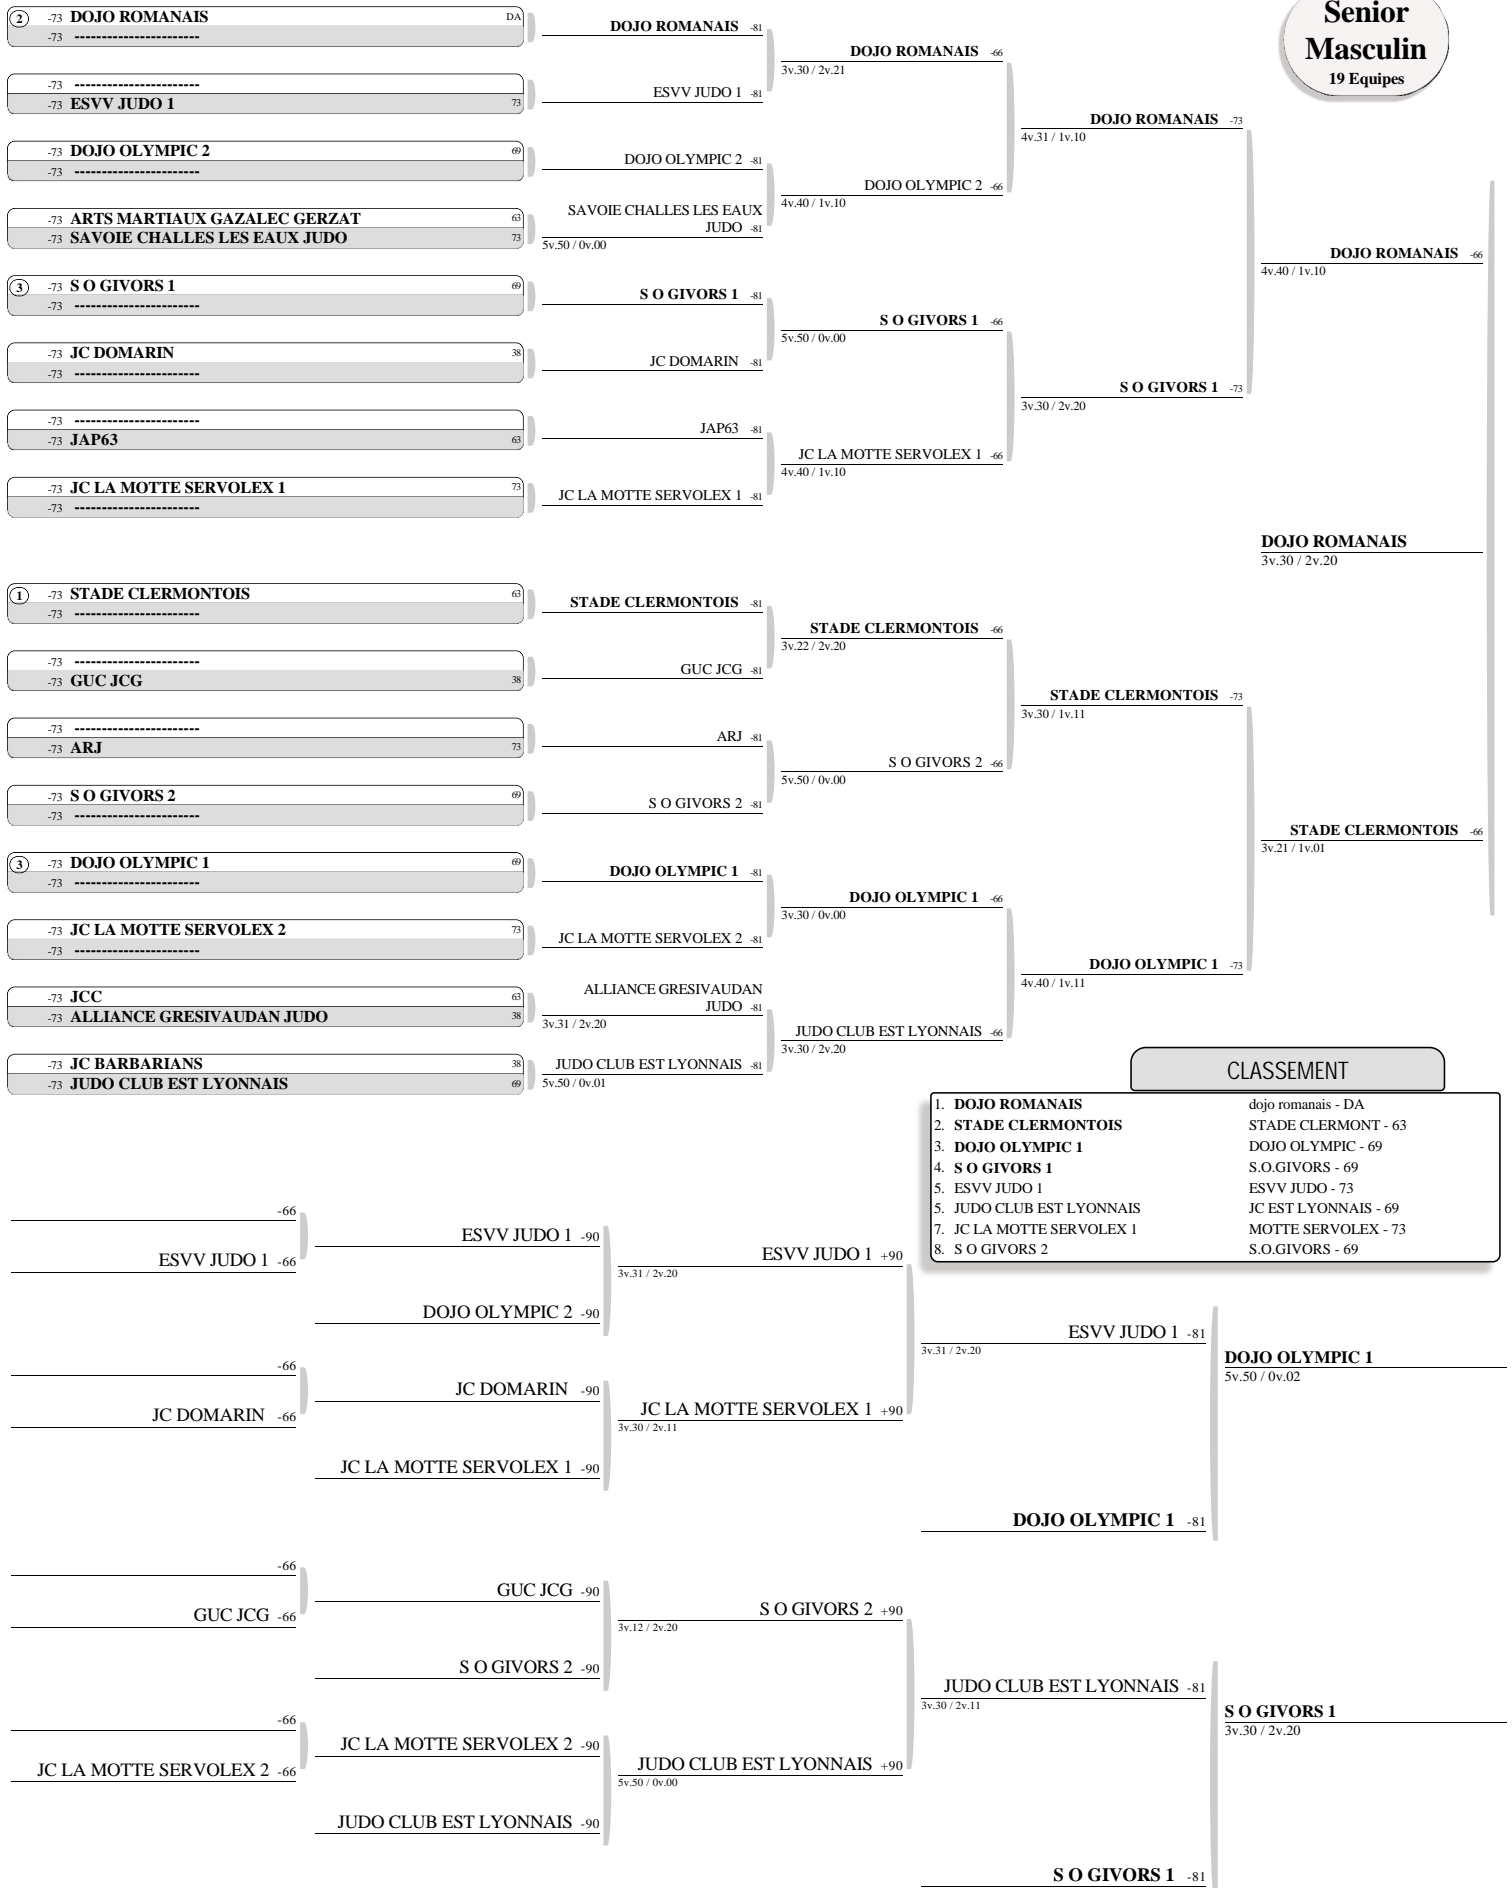 Senior
Masculin
19 Equipes
2 -73 DOJO ROMANAIS DA
-73 -----------------------
-73 -----------------------
-73 ESVV JUDO 1 73
-73 DOJO OLYMPIC 2 69
-73 -----------------------
-73 ARTS MARTIAUX GAZALEC GERZAT 63
-73 SAVOIE CHALLES LES EAUX JUDO 73
3 -73 S O GIVORS 1 69
-73 -----------------------
-73 JC DOMARIN 38
-73 -----------------------
-73 -----------------------
-73 JAP63 63
-73 JC LA MOTTE SERVOLEX 1 73
-73 -----------------------
1 -73 STADE CLERMONTOIS 63
-73 -----------------------
-73 -----------------------
-73 GUC JCG 38
-73 -----------------------
-73 ARJ 73
-73 S O GIVORS 2 69
-73 -----------------------
3 -73 DOJO OLYMPIC 1 69
-73 -----------------------
-73 JC LA MOTTE SERVOLEX 2 73
-73 -----------------------
-73 JCC 63
-73 ALLIANCE GRESIVAUDAN JUDO 38
-73 JC BARBARIANS 38
-73 JUDO CLUB EST LYONNAIS 69
DOJO ROMANAIS -81
ESVV JUDO 1 -81
DOJO OLYMPIC 2 -81
SAVOIE CHALLES LES EAUX
JUDO -81
5v.50 / 0v.00
S O GIVORS 1 -81
JC DOMARIN -81
JAP63 -81
JC LA MOTTE SERVOLEX 1 -81
STADE CLERMONTOIS -81
GUC JCG -81
ARJ -81
S O GIVORS 2 -81
DOJO OLYMPIC 1 -81
JC LA MOTTE SERVOLEX 2 -81
ALLIANCE GRESIVAUDAN
JUDO -81
3v.31 / 2v.20
JUDO CLUB EST LYONNAIS -81
5v.50 / 0v.01
DOJO ROMANAIS -66
3v.30 / 2v.21
DOJO OLYMPIC 2 -66
4v.40 / 1v.10
S O GIVORS 1 -66
5v.50 / 0v.00
JC LA MOTTE SERVOLEX 1 -66
4v.40 / 1v.10
STADE CLERMONTOIS -66
3v.22 / 2v.20
S O GIVORS 2 -66
5v.50 / 0v.00
DOJO OLYMPIC 1 -66
3v.30 / 0v.00
JUDO CLUB EST LYONNAIS -66
3v.30 / 2v.20
DOJO ROMANAIS -73
4v.31 / 1v.10
S O GIVORS 1 -73
3v.30 / 2v.20
STADE CLERMONTOIS -73
3v.30 / 1v.11
DOJO OLYMPIC 1 -73
4v.40 / 1v.11
DOJO ROMANAIS -66
4v.40 / 1v.10
STADE CLERMONTOIS -66
3v.21 / 1v.01
DOJO ROMANAIS
3v.30 / 2v.20
CLASSEMENT
1. DOJO ROMANAIS dojo romanais - DA
2. STADE CLERMONTOIS STADE CLERMONT - 63
3. DOJO OLYMPIC 1 DOJO OLYMPIC - 69
4. S O GIVORS 1 S.O.GIVORS - 69
5. ESVV JUDO 1 ESVV JUDO - 73
5. JUDO CLUB EST LYONNAIS JC EST LYONNAIS - 69
7. JC LA MOTTE SERVOLEX 1 MOTTE SERVOLEX - 73
8. S O GIVORS 2 S.O.GIVORS - 69
-66
ESVV JUDO 1 -66
-66
JC DOMARIN -66
-66
GUC JCG -66
-66
JC LA MOTTE SERVOLEX 2 -66
ESVV JUDO 1 -90
DOJO OLYMPIC 2 -90
JC DOMARIN -90
JC LA MOTTE SERVOLEX 1 -90
GUC JCG -90
S O GIVORS 2 -90
JC LA MOTTE SERVOLEX 2 -90
JUDO CLUB EST LYONNAIS -90
ESVV JUDO 1 +90
3v.31 / 2v.20
JC LA MOTTE SERVOLEX 1 +90
3v.30 / 2v.11
S O GIVORS 2 +90
3v.12 / 2v.20
JUDO CLUB EST LYONNAIS +90
5v.50 / 0v.00
ESVV JUDO 1 -81
3v.31 / 2v.20
DOJO OLYMPIC 1 -81
JUDO CLUB EST LYONNAIS -81
3v.30 / 2v.11
S O GIVORS 1 -81
DOJO OLYMPIC 1
5v.50 / 0v.02
S O GIVORS 1
3v.30 / 2v.20